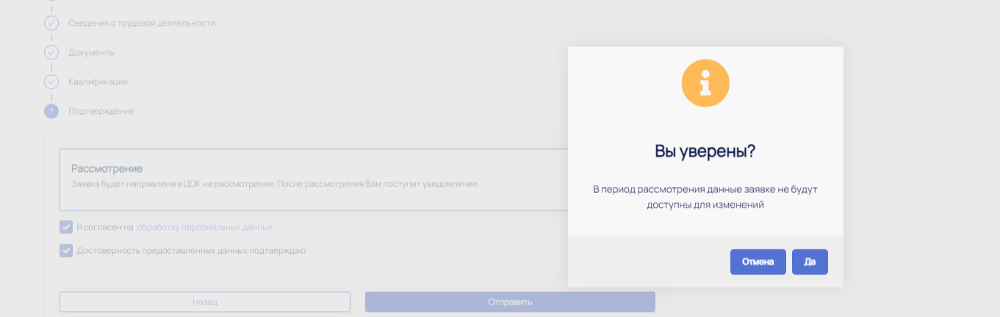 Сведения о трудовой деятельности
Документы
Квалификация
7 Подтверждение
Рассмотрение
Заявка будет направлена в ЦОК на рассмотрение. После рассмотрения Вам поступит уведомление.
Я согласен на обработку персональных данных
Достоверность предоставленных данных подтверждаю
Назад
Отправить
Вы уверены?
В период рассмотрения данные заявке не будут
доступны для изменений
Отмена
Да